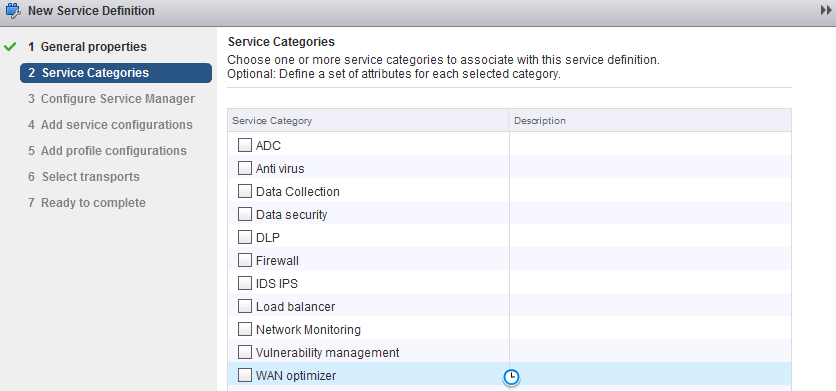 New Service Definition
1 General properties
2 Service Categories
3 Configure Service Manager
4 Add service configurations
5 Add profile configurations
6 Select transports
7 Ready to complete
Service Categories
Choose one or more service categories to associate with this service definition.
Optional: Define a set of attributes for each selected category.
Service Category Description
ADC
Anti virus
Data Collection
Data security
DLP
Firewall
IDS IPS
Load balancer
Network Monitoring
Vulnerability management
WAN optimizer